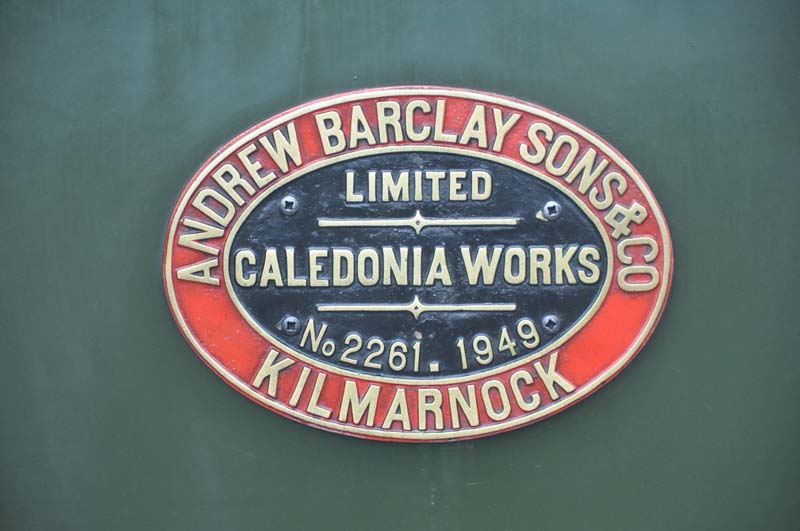 ANDREW BARCLAY SONS & CO
LIMITED
CALEDONIA WORKS
No 2261. 1949
KILMARNOCK